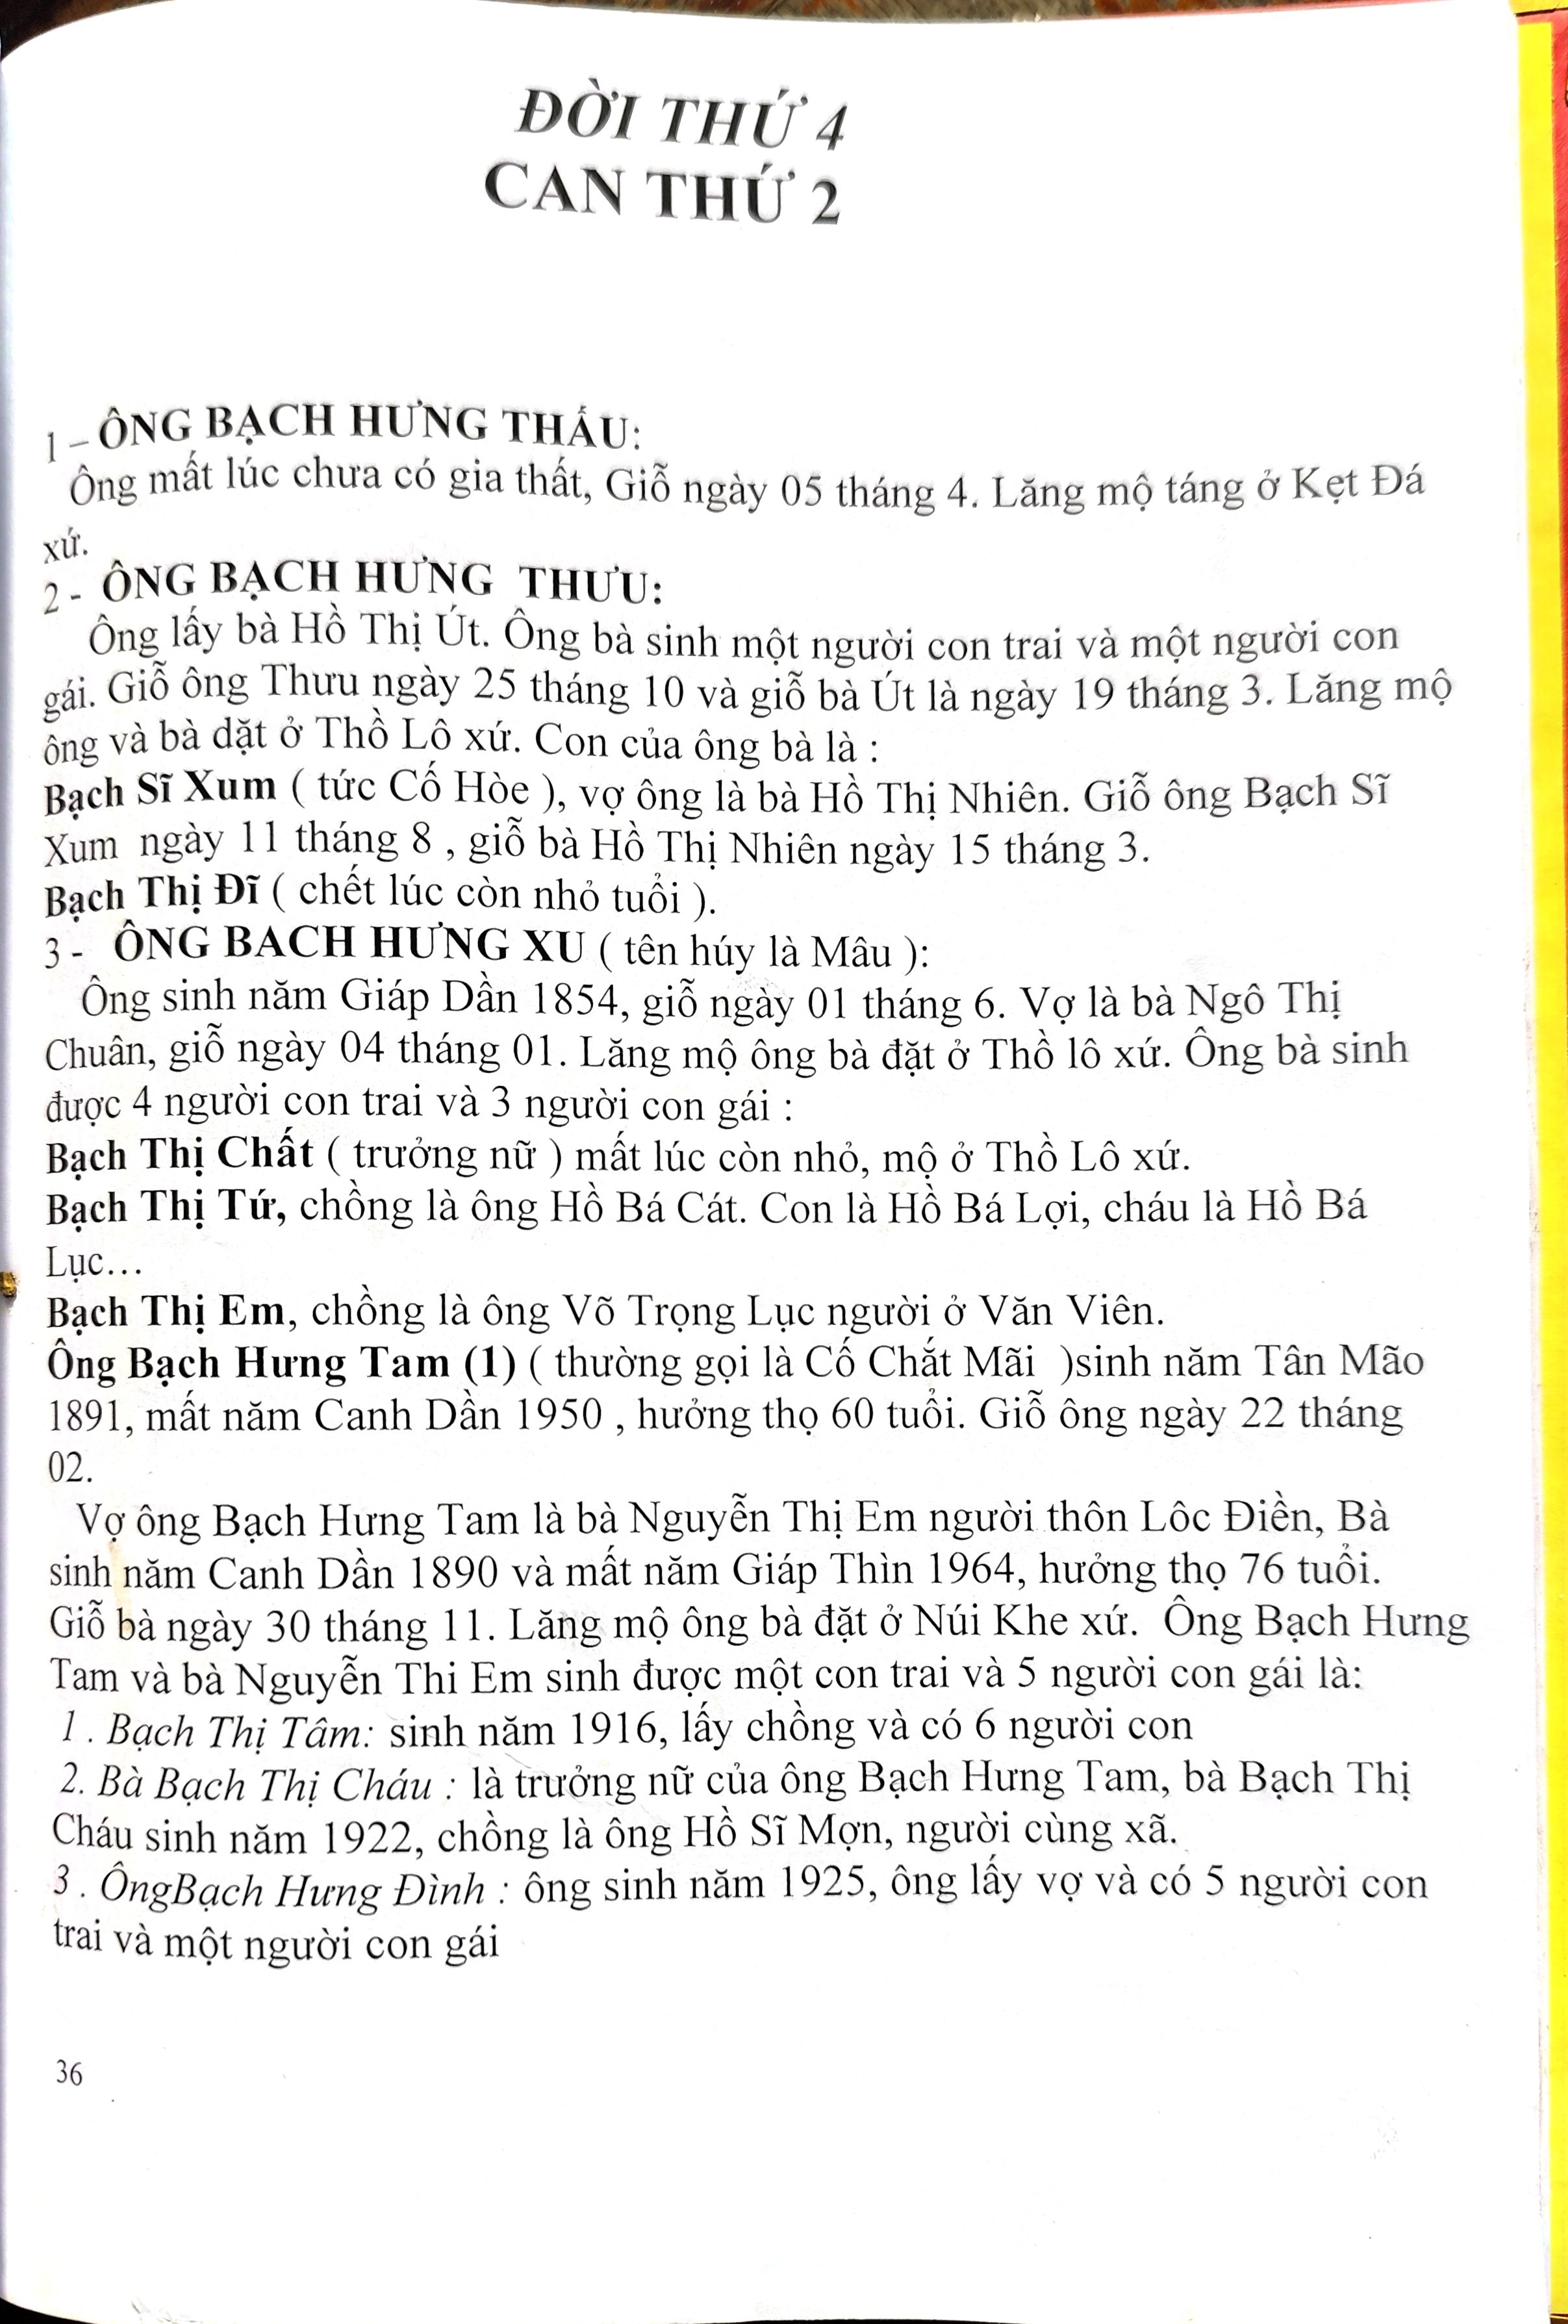 ĐỜI THỨ 4
CAN THỨ 2
1 – ÔNG BẠCH HƯNG THẤU:
Ông mất lúc chưa có gia thất, Giỗ ngày 05 tháng 4. Lăng mộ táng ở Kẹt Đá
xứ.
2 - ÔNG BẠCH HƯNG THƯU:
Ông lấy bà Hồ Thị Út. Ông bà sinh một người con trai và một người con
gái. Giỗ ông Thưu ngày 25 tháng 10 và giỗ bà Út là ngày 19 tháng 3. Lăng mộ
ông và bà dặt ở Thồ Lô xứ. Con của ông bà là :
Bạch Sĩ Xum ( tức Cố Hòe ), vợ ông là bà Hồ Thị Nhiên. Giỗ ông Bạch Sĩ
Xum ngày 11 tháng 8 , giỗ bà Hồ Thị Nhiên ngày 15 tháng 3.
Bạch Thị Đĩ ( chết lúc còn nhỏ tuổi ).
3 - ÔNG BACH HƯNG XU ( tên húy là Mâu ):
Ông sinh năm Giáp Dần 1854, giỗ ngày 01 tháng 6. Vợ là bà Ngô Thị
Chuân, giỗ ngày 04 tháng 01. Lăng mộ ông bà đặt ở Thồ lô xứ. Ông bà sinh
được 4 người con trai và 3 người con gái :
Bạch Thị Chất ( trưởng nữ ) mất lúc còn nhỏ, mộ ở Thồ Lô xứ.
Bạch Thị Tứ, chồng là ông Hồ Bá Cát. Con là Hồ Bá Lợi, cháu là Hồ Bá
Lục...
Bạch Thị Em, chồng là ông Võ Trọng Lục người ở Văn Viên.
Ông Bạch Hưng Tam (1) ( thường gọi là Cố Chắt Mãi )sinh năm Tân Mão
1891, mất năm Canh Dần 1950 , hưởng thọ 60 tuổi. Giỗ ông ngày 22 tháng
02.
Vợ ông Bạch Hưng Tam là bà Nguyễn Thị Em người thôn Lôc Điền, Bà
sinh năm Canh Dần 1890 và mất năm Giáp Thìn 1964, hưởng thọ 76 tuổi.
Giỗ bà ngày 30 tháng 11. Lăng mộ ông bà đặt ở Núi Khe xứ. Ông Bạch Hưng
Tam và bà Nguyễn Thi Em sinh được một con trai và 5 người con gái là:
1 . Bạch Thị Tâm: sinh năm 1916, lấy chồng và có 6 người con
2. Bà Bạch Thị Cháu : là trưởng nữ của ông Bạch Hưng Tam, bà Bạch Thị
Cháu sinh năm 1922, chồng là ông Hồ Sĩ Mợn, người cùng xã.
3 . ÔngBạch Hưng Đình : ông sinh năm 1925, ông lấy vợ và có 5 người con
trai và một người con gái
36